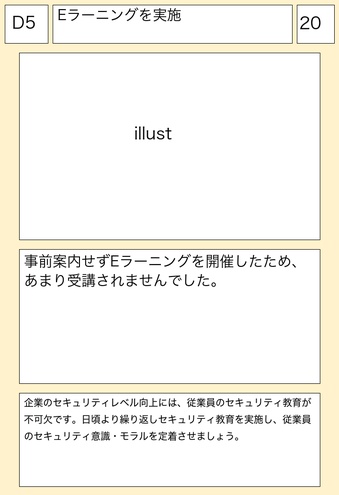 D5
Eラーニングを実施
20
illust
事前案内せずEラーニングを開催したため、
あまり受講されませんでした。
企業のセキュリティレベル向上には、従業員のセキュリティ教育が
不可欠です。日頃より繰り返しセキュリティ教育を実施し、従業員
のセキュリティ意識・モラルを定着させましょう。